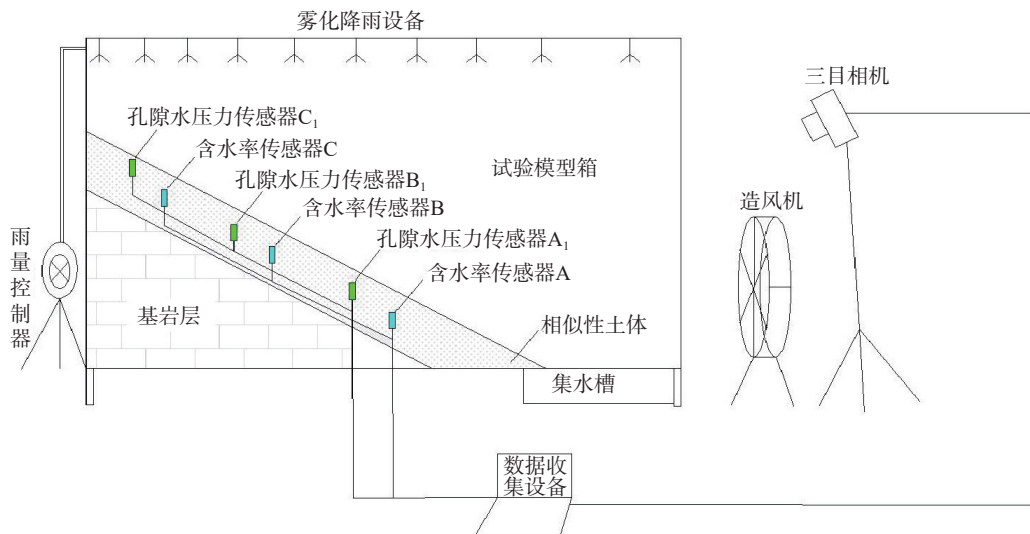 雾化降雨设备
三目相机
孔隙水压力传感器C₁
含水率传感器C
试验模型箱
孔隙水压力传感器B₁
造风机
含水率传感器B
孔隙水压力传感器A₁
雨量控制器
含水率传感器A
基岩层
相似性土体
集水槽
数据收
集设备